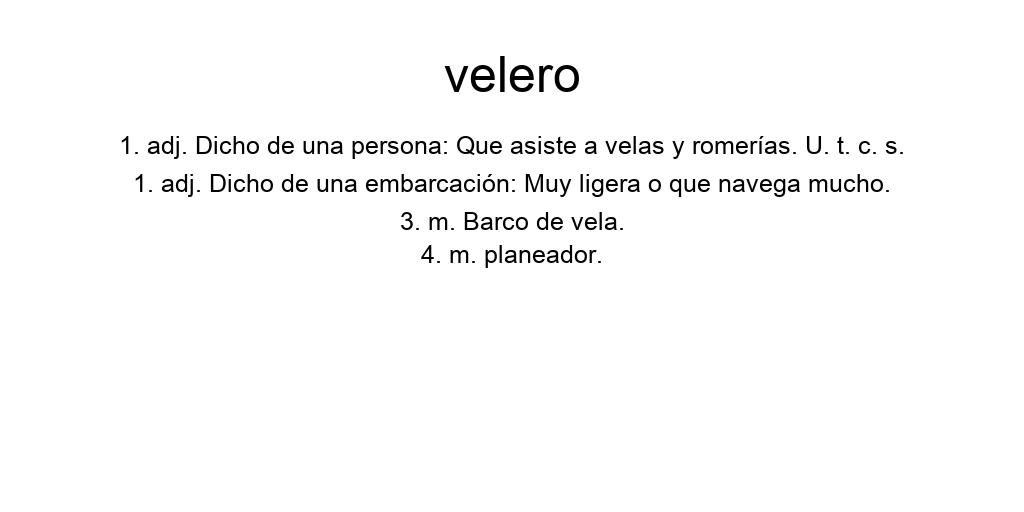 velero
1. adj. Dicho de una persona: Que asiste a velas y romerías. U. t. c. s.
1. adj. Dicho de una embarcación: Muy ligera o que navega mucho.
3. m. Barco de vela.
4. m. planeador.